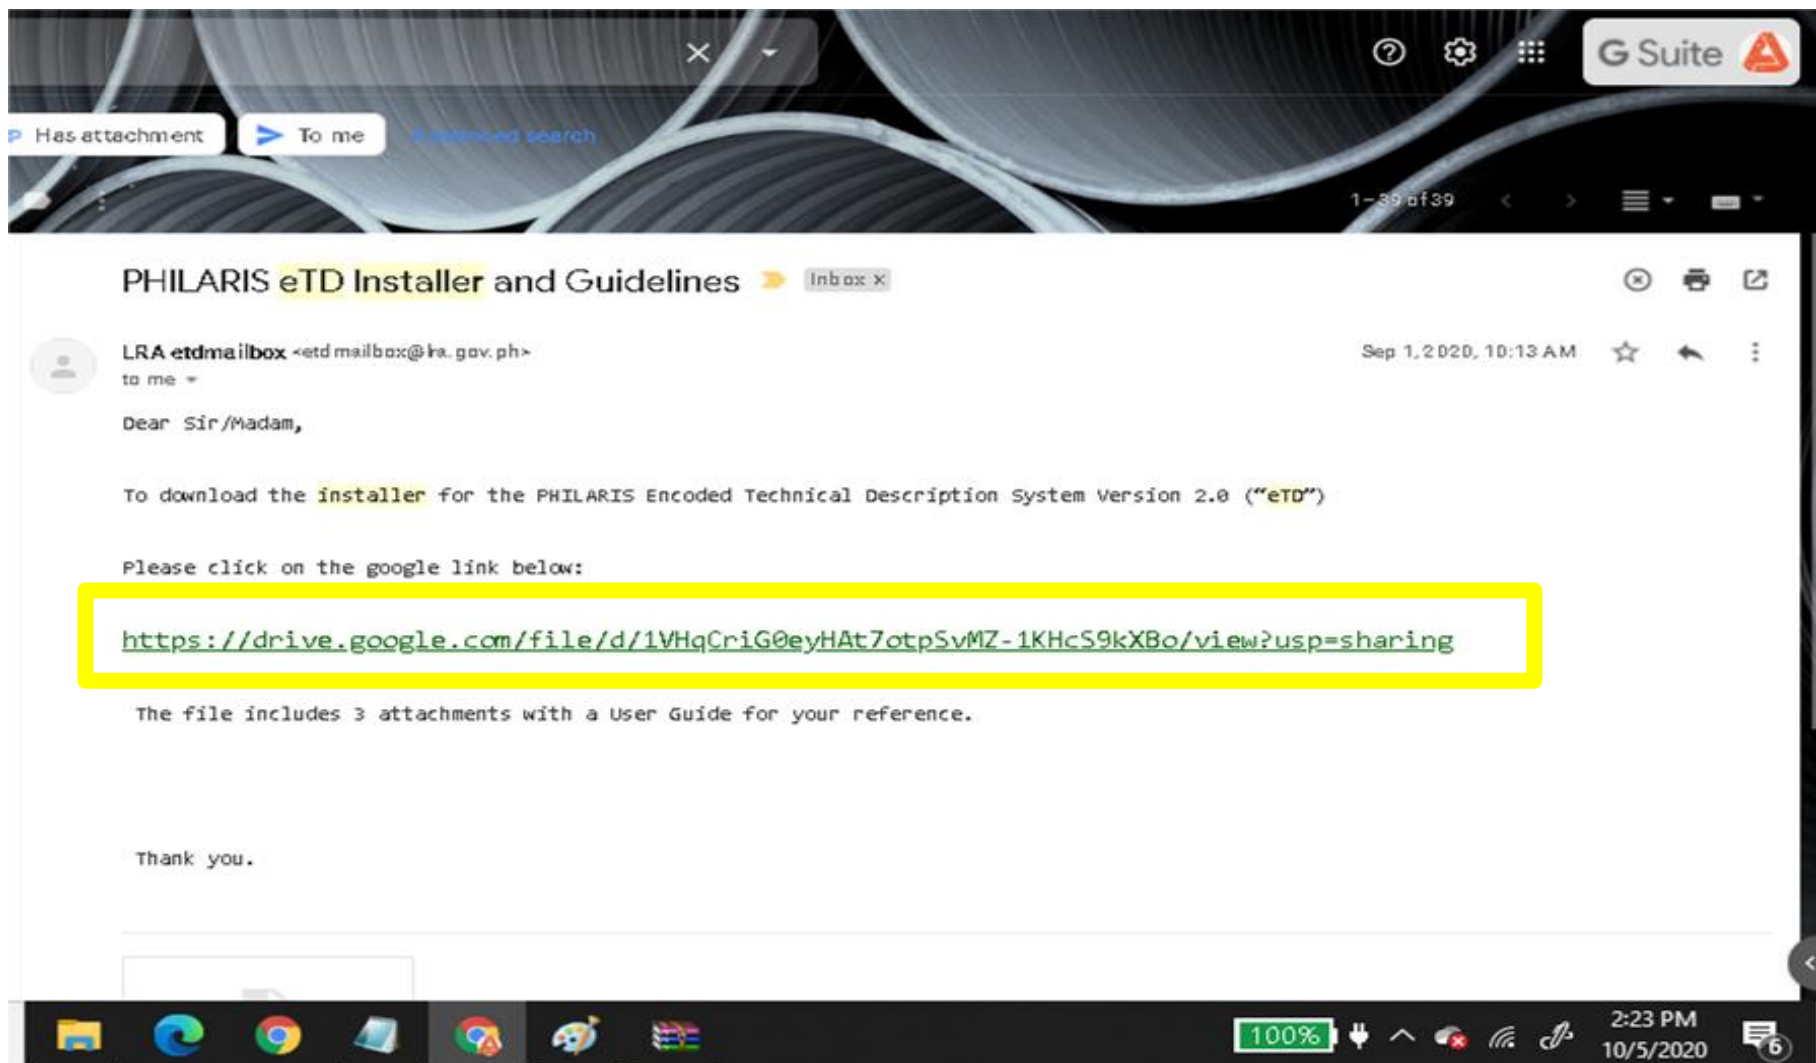 G Suite
Has attachment
To me
Advanced search
1–39 of 39
PHILARIS eTD Installer and Guidelines
Inbox x
LRA etdmailbox <etdmailbox@lra.gov.ph>
Sep 1, 2020, 10:13 AM
to me
Dear Sir/Madam,
To download the installer for the PHILARIS Encoded Technical Description System Version 2.0 (“eTD”)
Please click on the google link below:
https://drive.google.com/file/d/1VHqCriG0eyHAt7otpSvMZ-1KHcS9kXBo/view?usp=sharing
The file includes 3 attachments with a User Guide for your reference.
Thank you.
100%
2:23 PM
10/5/2020
6